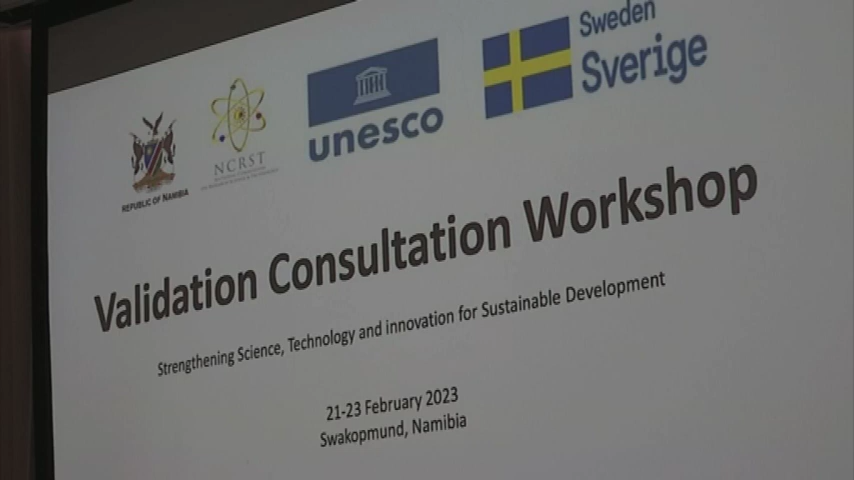 REPUBLIC OF NAMIBIA
NCRST
unesco
Sweden
Sverige
Validation Consultation Workshop
Strengthening Science, Technology and innovation for Sustainable Development
21-23 February 2023
Swakopmund, Namibia